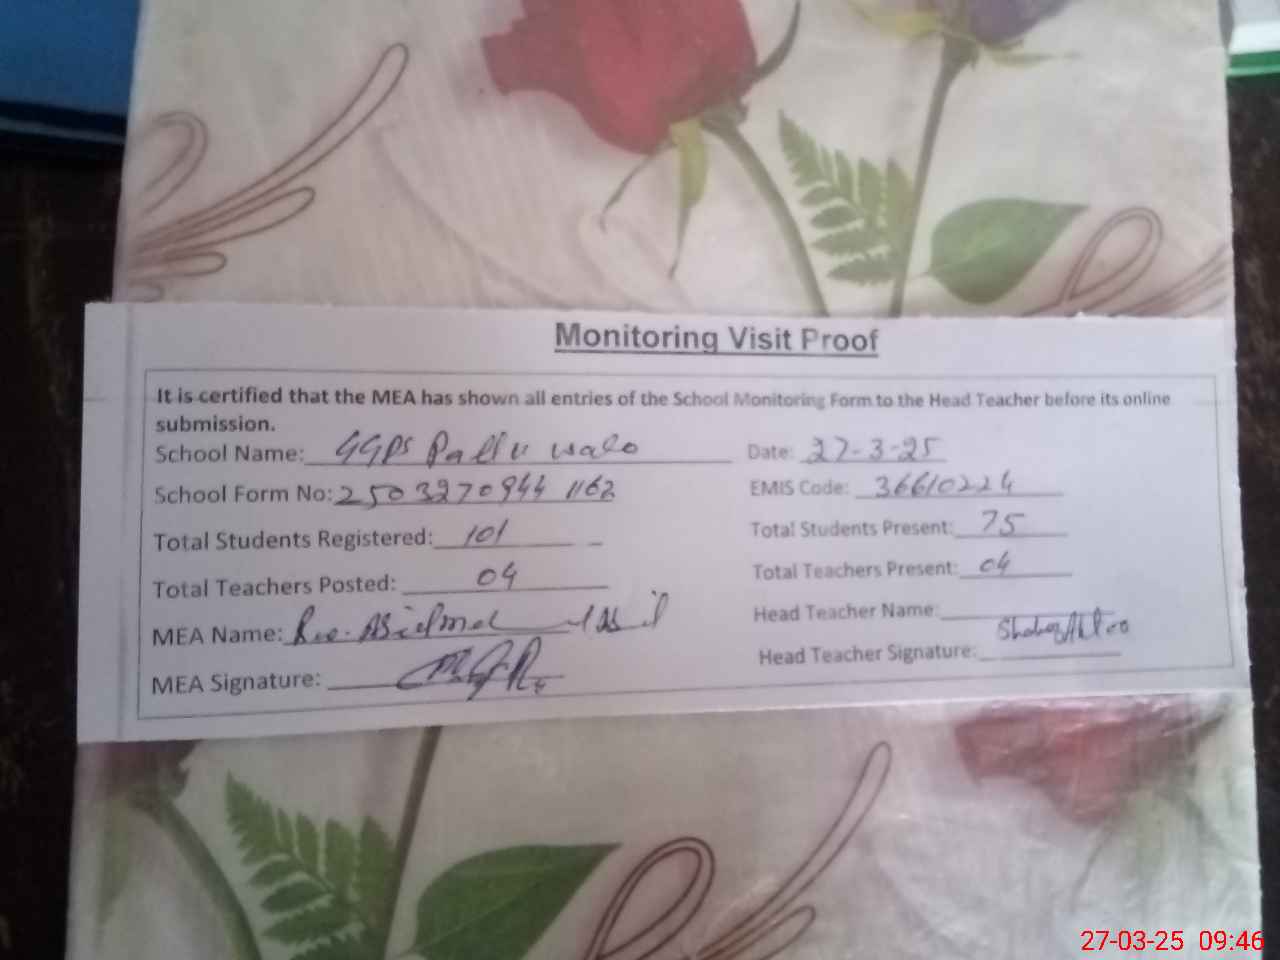 Monitoring Visit Proof
It is certified that the MEA has shown all entries of the School Monitoring Form to the Head Teacher before its online
submission.
School Name: GGPS Pallu wala Date: 27-3-25
School Form No: 2503270944 1162 EMIS Code: 36610224
Total Students Registered: 101 Total Students Present: 75
Total Teachers Posted: 04 Total Teachers Present: 04
MEA Name: Head Teacher Name:
MEA Signature: Head Teacher Signature:
27-03-25 09:46